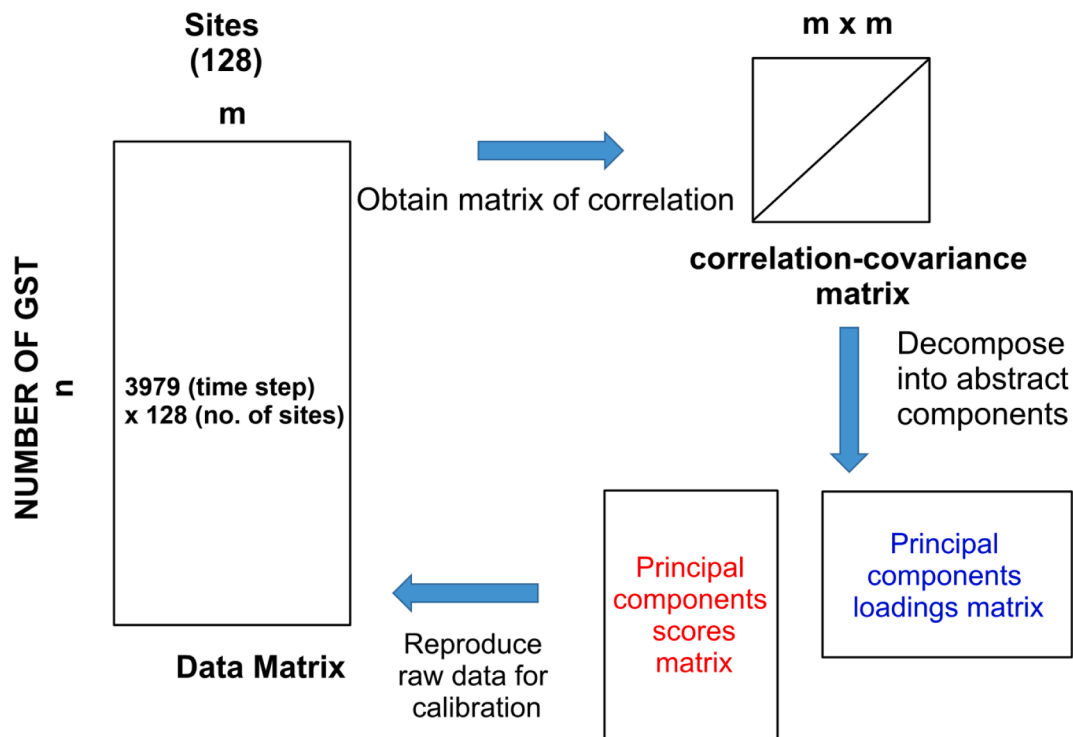 Sites
(128)
m
NUMBER OF GST
n
3979 (time step)
x 128 (no. of sites)
Data Matrix
Obtain matrix of correlation
m x m
correlation-covariance
matrix
Decompose
into abstract
components
Principal
components
loadings matrix
Principal
components
scores
matrix
Reproduce
raw data for
calibration